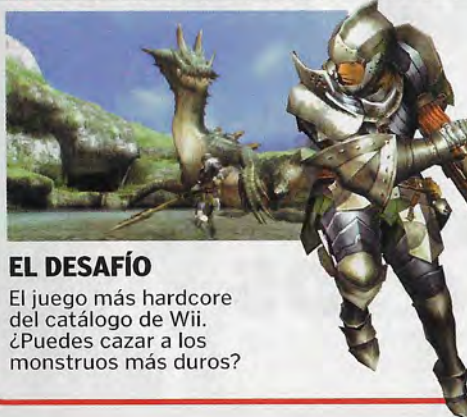 EL DESAFÍO
El juego más hardcore
del catálogo de Wii.
¿Puedes cazar a los
monstruos más duros?